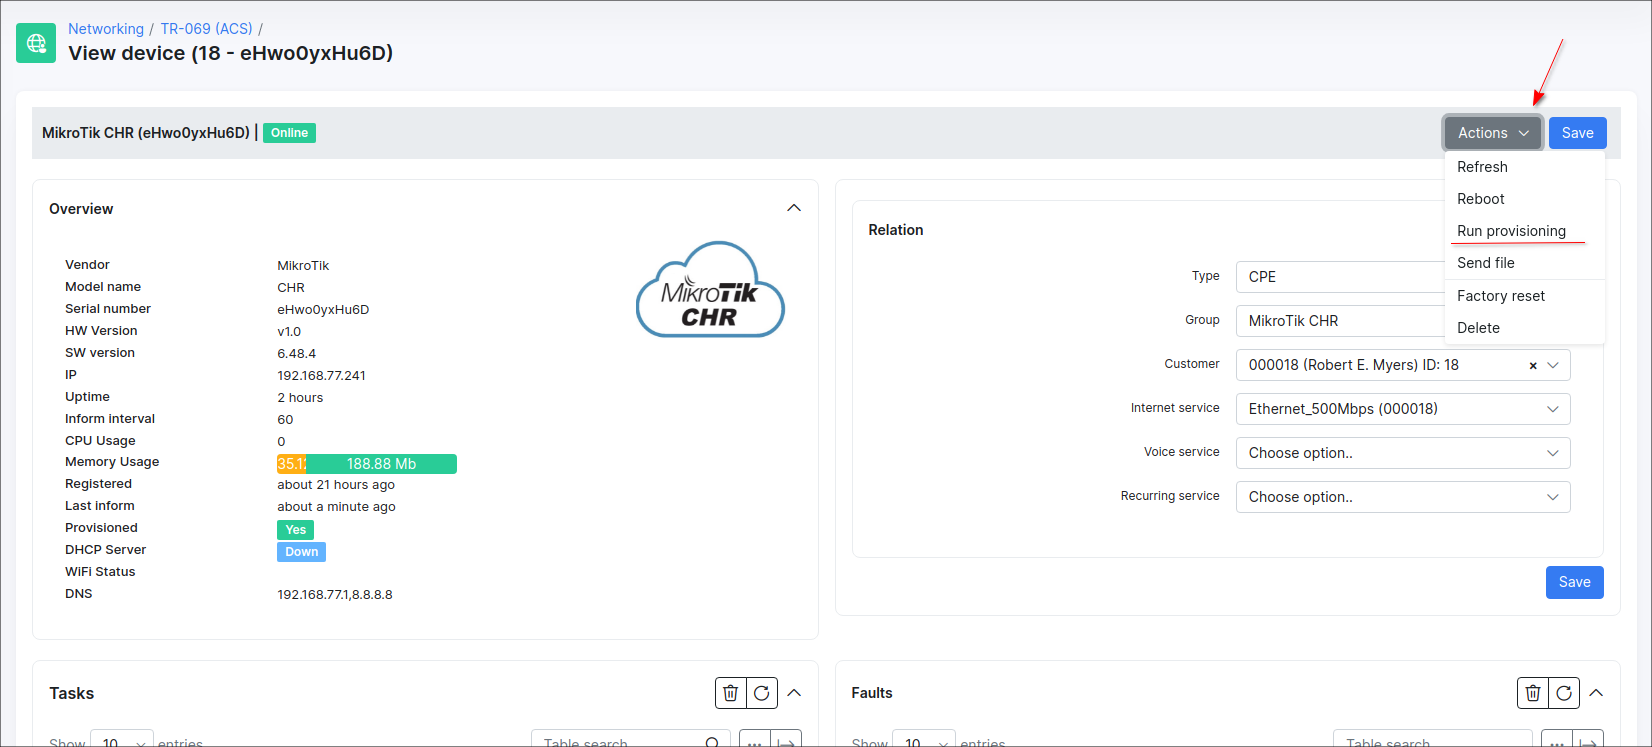 Networking / TR-069 (ACS) /
View device (18 - eHwo0yxHu6D)
MikroTik CHR (eHwo0yxHu6D) | Online
Actions
Save
Refresh
Reboot
Run provisioning
Send file
Factory reset
Delete
Overview
Vendor MikroTik
Model name CHR
Serial number eHwo0yxHu6D
HW Version v1.0
SW version 6.48.4
IP 192.168.77.241
Uptime 2 hours
Inform interval 60
CPU Usage 0
Memory Usage 188.88 Mb
Registered about 21 hours ago
Last inform about a minute ago
Provisioned Yes
DHCP Server Down
WiFi Status
DNS 192.168.77.1,8.8.8.8
MikroTik
CHR
Relation
Type CPE
Group MikroTik CHR
Customer 000018 (Robert E. Myers) ID: 18 ×
Internet service Ethernet_500Mbps (000018)
Voice service Choose option..
Recurring service Choose option..
Save
Tasks
Show 10 entries Table search
Faults
Show 10 entries Table search